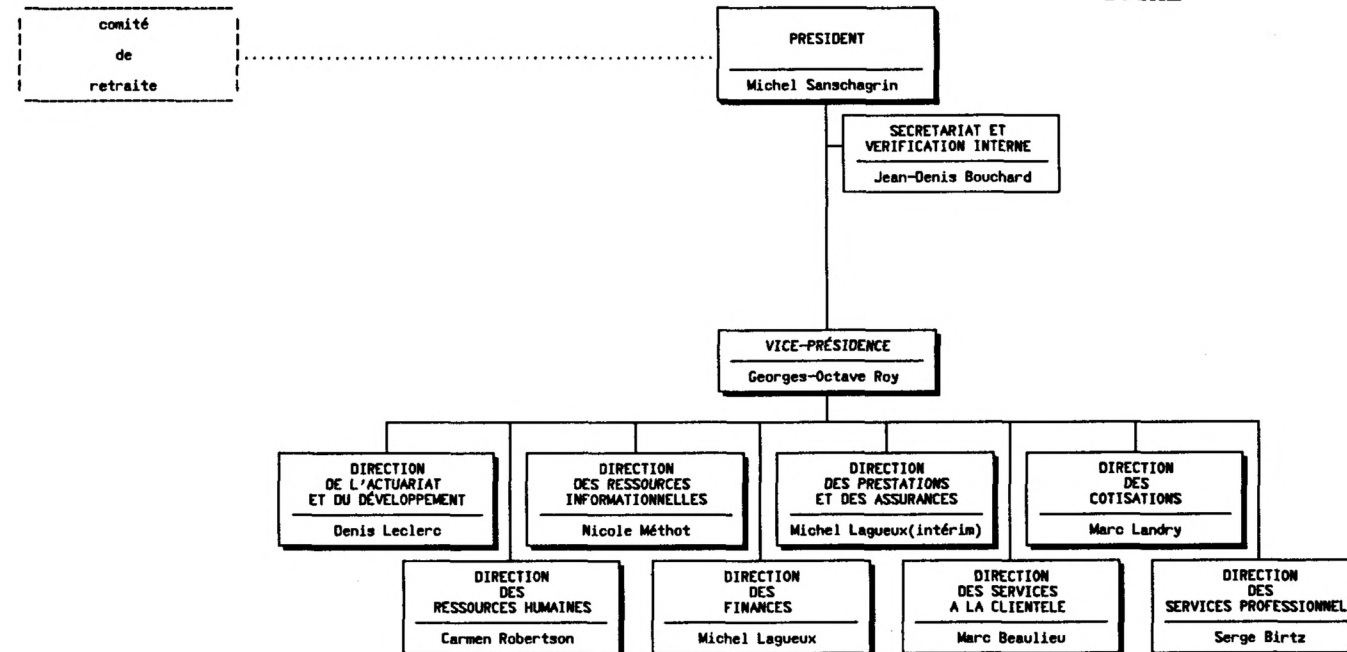 comité
de
retraite
PRESIDENT
Michel Sanschagrin
SECRETARIAT ET
VERIFICATION INTERNE
Jean-Denis Bouchard
VICE-PRÉSIDENCE
Georges-Octave Roy
DIRECTION
DE L'ACTUARIAT
ET DU DÉVELOPPEMENT
Denis Leclerc
DIRECTION
DES RESSOURCES
INFORMATIONNELLES
Nicole Méthot
DIRECTION
DES PRESTATIONS
ET DES ASSURANCES
Michel Lagueux(intérim)
DIRECTION
DES
COTISATIONS
Marc Landry
DIRECTION
DES
RESSOURCES HUMAINES
Carmen Robertson
DIRECTION
DES
FINANCES
Michel Lagueux
DIRECTION
DES SERVICES
A LA CLIENTELE
Marc Beaulieu
DIRECTION
DES
SERVICES PROFESSIONNEL
Serge Birtz